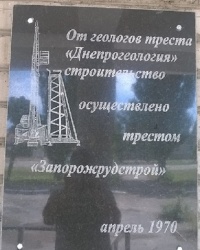 От геологов треста
«Днепрогеология»
строительство
осуществлено
трестом
«Запорожрудстрой»
апрель 1970